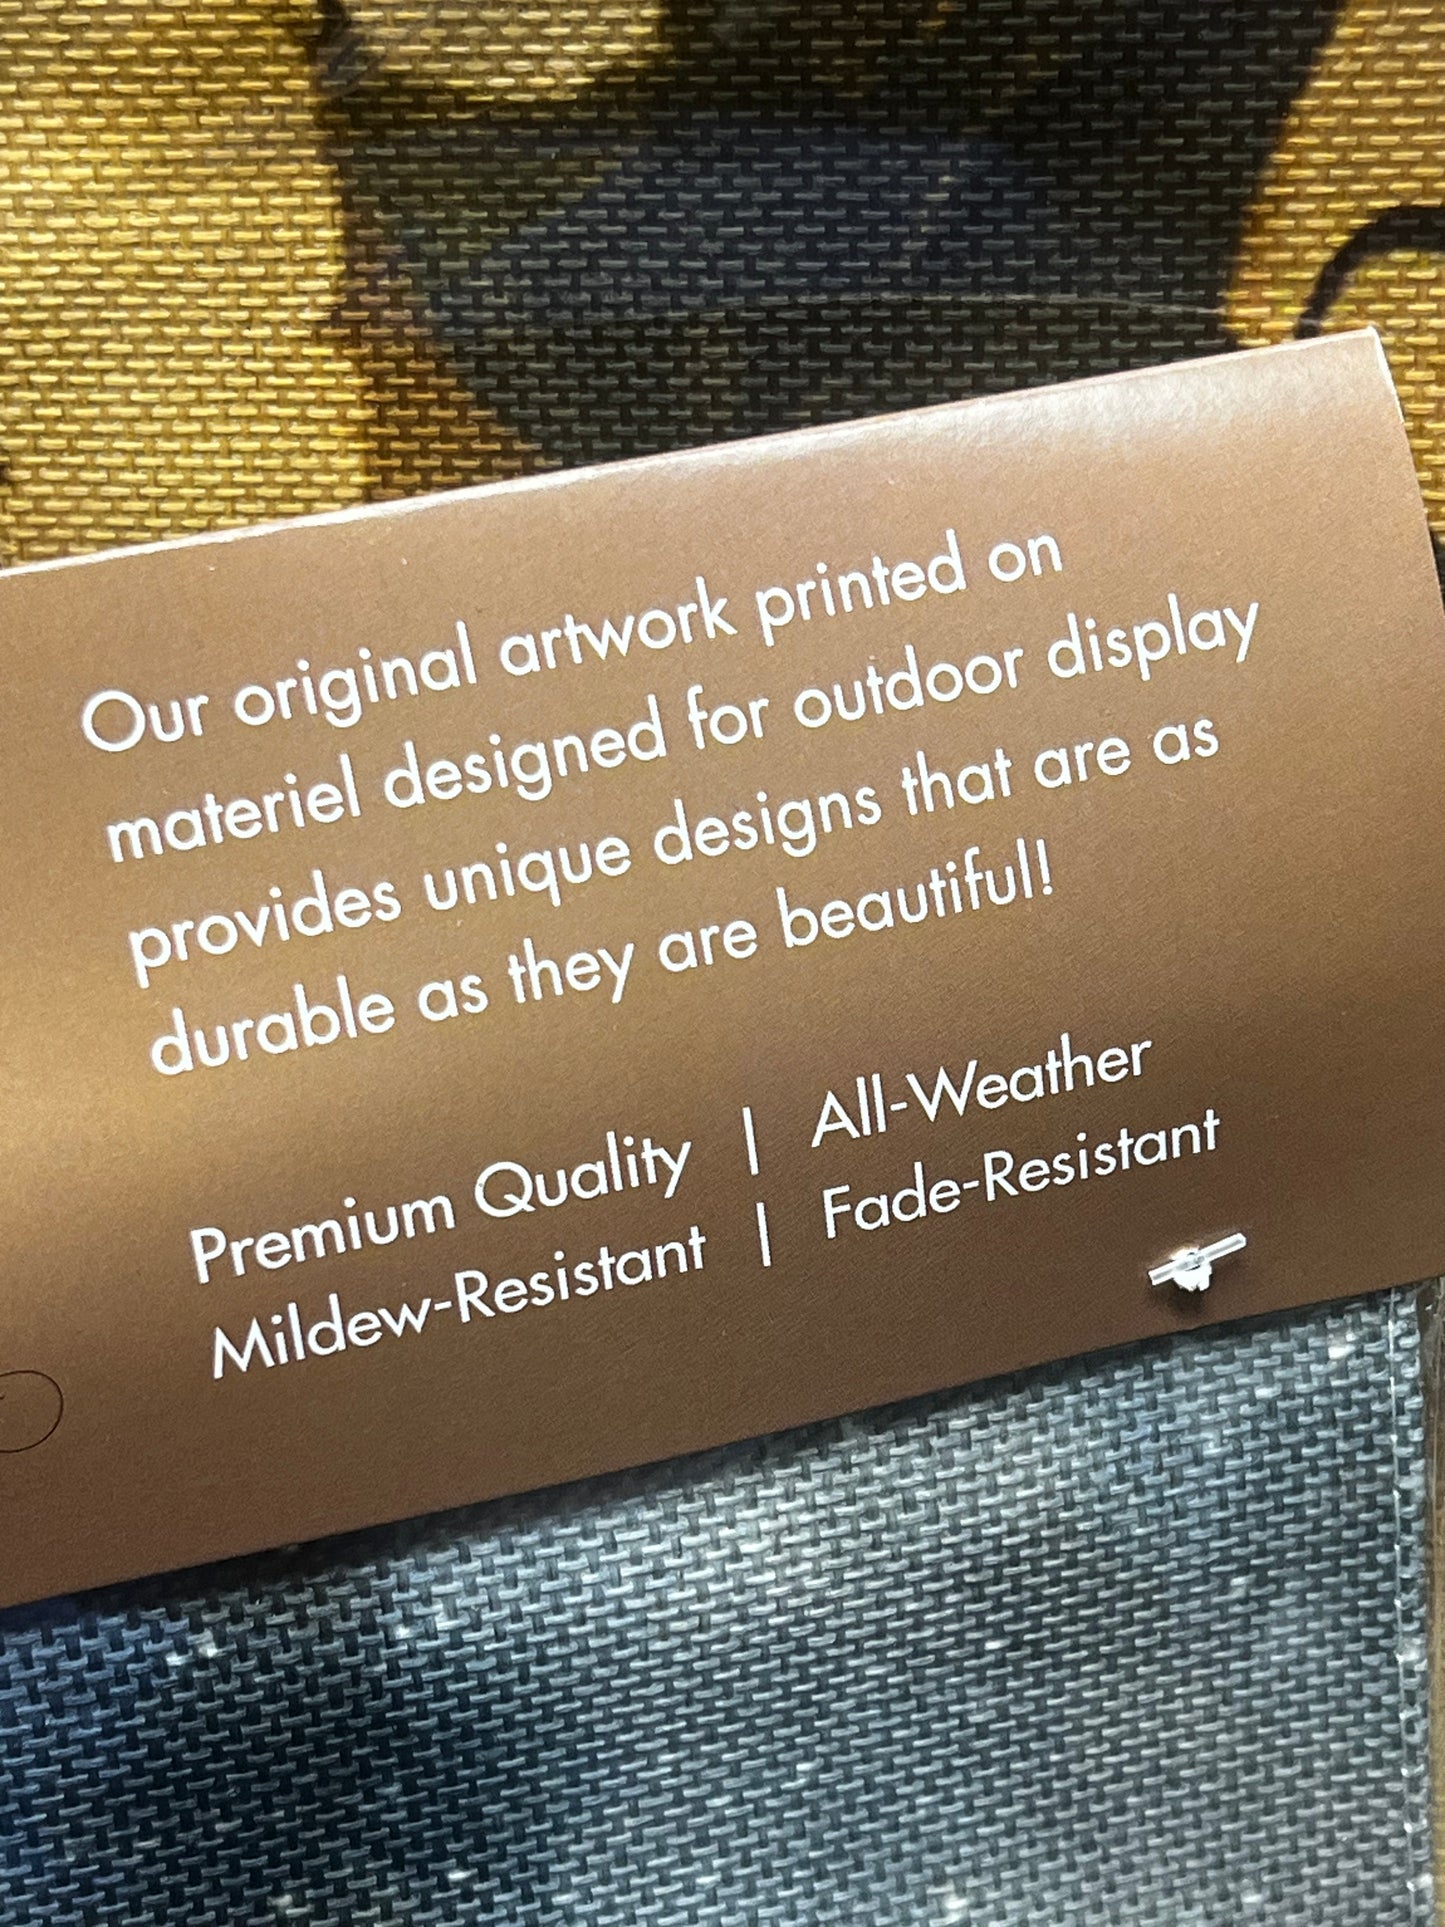 Our original artwork printed on
materiel designed for outdoor display
provides unique designs that are as
durable as they are beautiful!
Premium Quality | All-Weather
Mildew-Resistant | Fade-Resistant